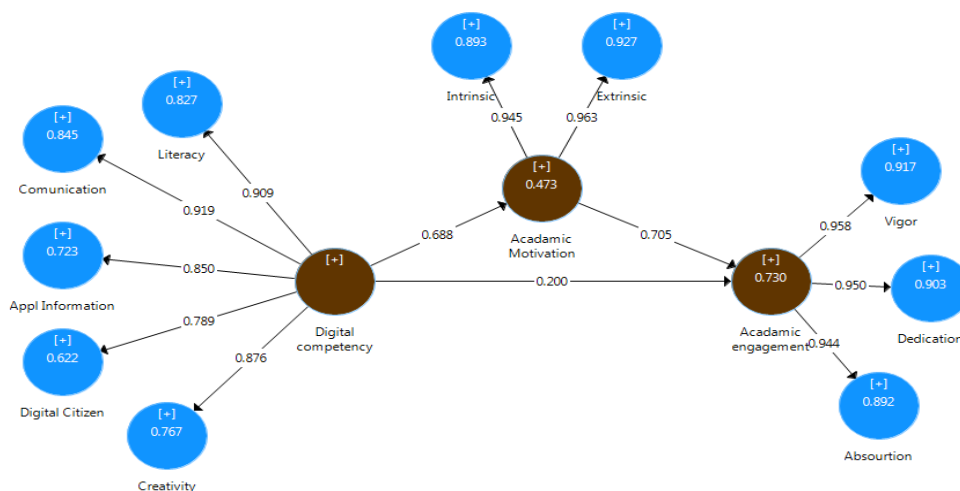 [+]
0.893
Intrinsic
[+]
0.927
Extrinsic
[+]
0.827
Literacy
[+]
0.845
Comunication
0.945
0.963
[+]
0.473
Acadamic
Motivation
[+]
0.917
Vigor
0.909
0.919
0.688
0.705
0.958
[+]
0.723
Appl Information
0.850
[+]
Digital
competency
0.200
[+]
0.730
Acadamic
engagement
0.950
[+]
0.903
Dedication
0.789
[+]
0.622
Digital Citizen
0.876
0.944
[+]
0.767
Creativity
[+]
0.892
Absourtion